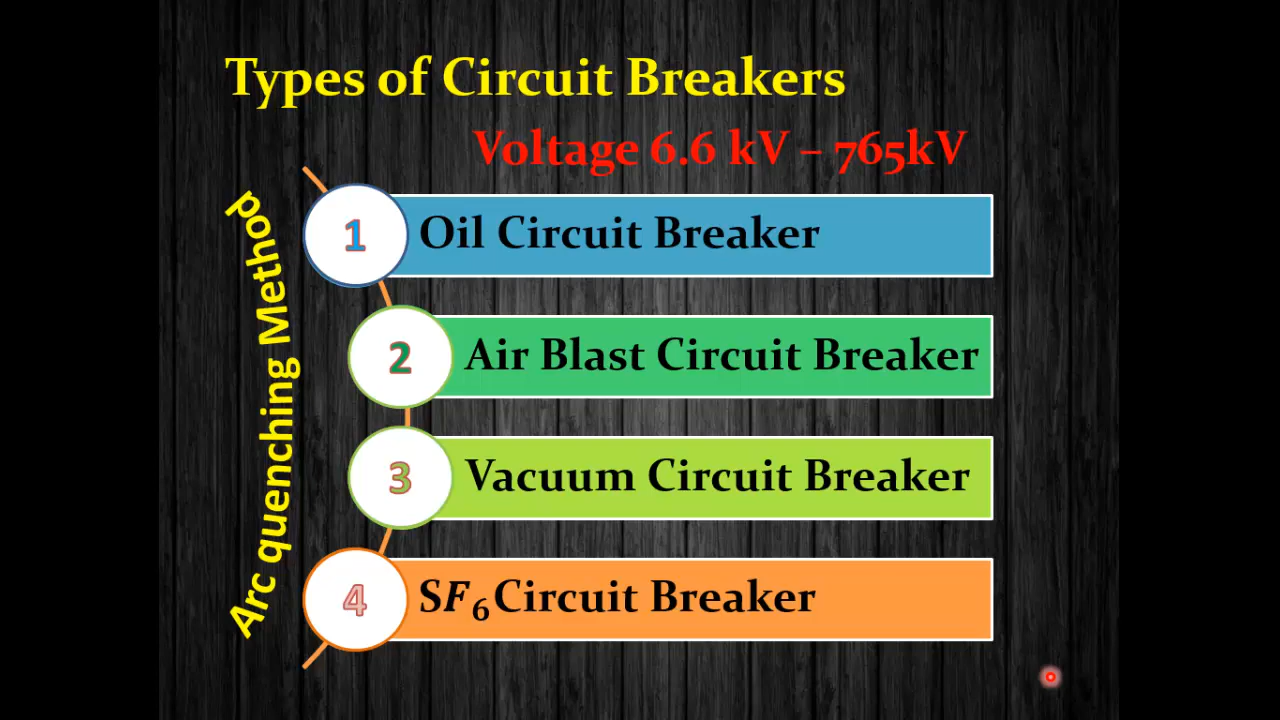 Types of Circuit Breakers
Voltage 6.6 kV – 765kV
Arc quenching Method
1 Oil Circuit Breaker
2 Air Blast Circuit Breaker
3 Vacuum Circuit Breaker
4 SF₆ Circuit Breaker